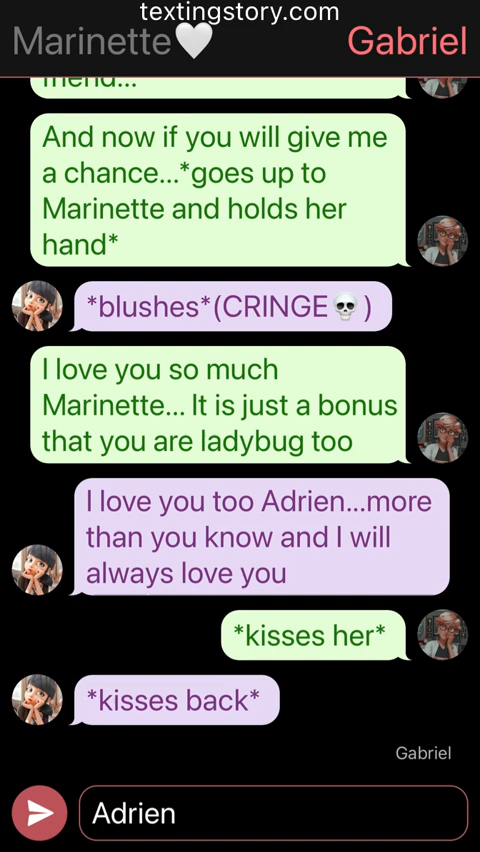 textingstory.com
Marinette🤍 Gabriel
friend...
And now if you will give me
a chance...*goes up to
Marinette and holds her
hand*
*blushes*(CRINGE💀)
I love you so much
Marinette... It is just a bonus
that you are ladybug too
I love you too Adrien...more
than you know and I will
always love you
*kisses her*
*kisses back*
Gabriel
Adrien